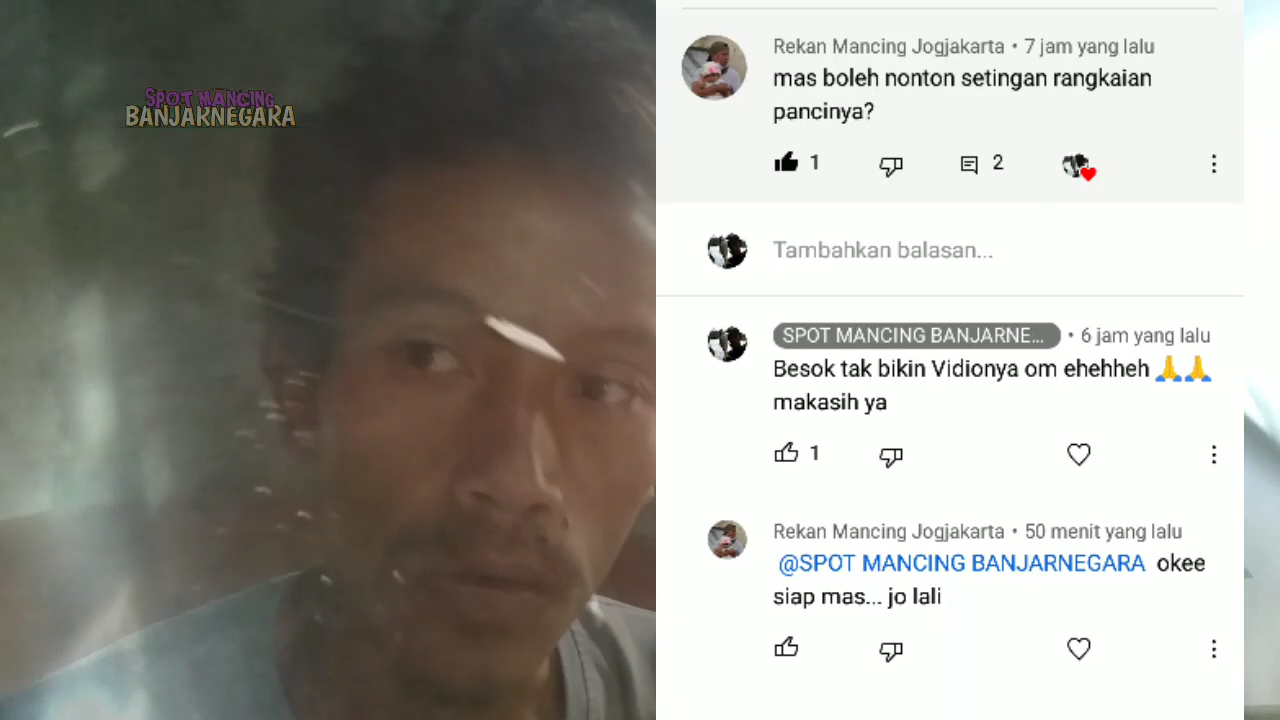 SPOT MANCING
BANJARNEGARA
Rekan Mancing Jogjakarta • 7 jam yang lalu
mas boleh nonton setingan rangkaian
pancinya?
1
2
Tambahkan balasan...
SPOT MANCING BANJARNE... • 6 jam yang lalu
Besok tak bikin Vidionya om ehehheh 🙏🙏
makasih ya
1
Rekan Mancing Jogjakarta • 50 menit yang lalu
@SPOT MANCING BANJARNEGARA okee
siap mas... jo lali